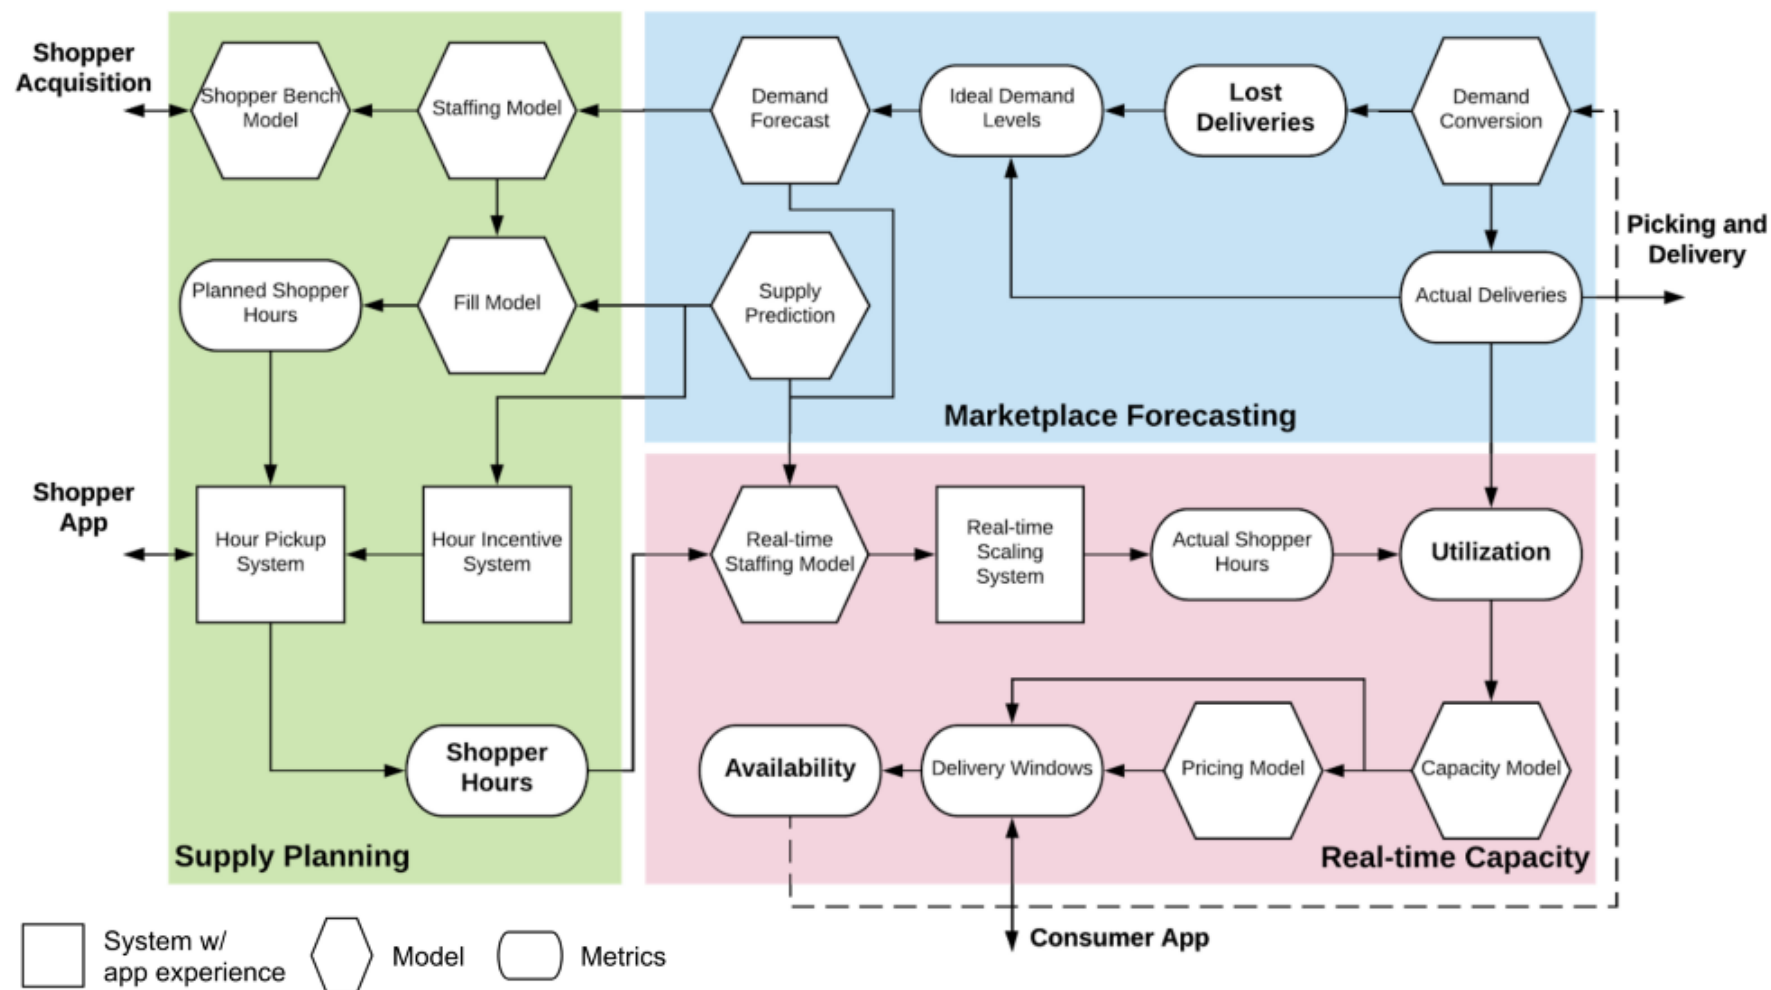 Shopper
Acquisition
Shopper Bench
Model
Staffing Model
Demand
Forecast
Ideal Demand
Levels
Lost
Deliveries
Demand
Conversion
Picking and
Delivery
Planned Shopper
Hours
Fill Model
Supply
Prediction
Actual Deliveries
Marketplace Forecasting
Shopper
App
Hour Pickup
System
Hour Incentive
System
Real-time
Staffing Model
Real-time
Scaling
System
Actual Shopper
Hours
Utilization
Shopper
Hours
Availability
Delivery Windows
Pricing Model
Capacity Model
Supply Planning
Real-time Capacity
Consumer App
System w/
app experience
Model
Metrics